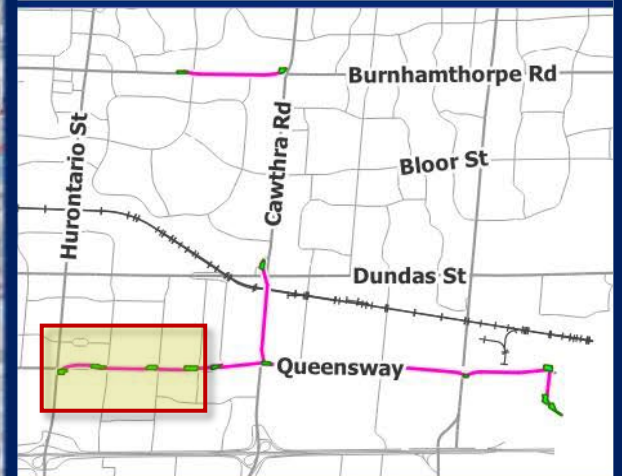 Burnhamthorpe Rd
Hurontario St
Cawthra Rd
Bloor St
Dundas St
Queensway